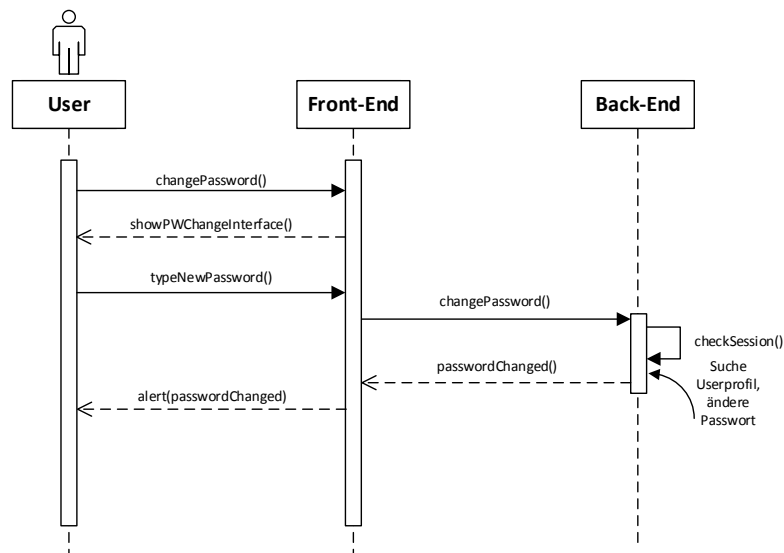 User
Front-End
Back-End
changePassword()
showPWChangeInterface()
typeNewPassword()
changePassword()
checkSession()
passwordChanged()
Suche
Userprofil,
ändere
Passwort
alert(passwordChanged)